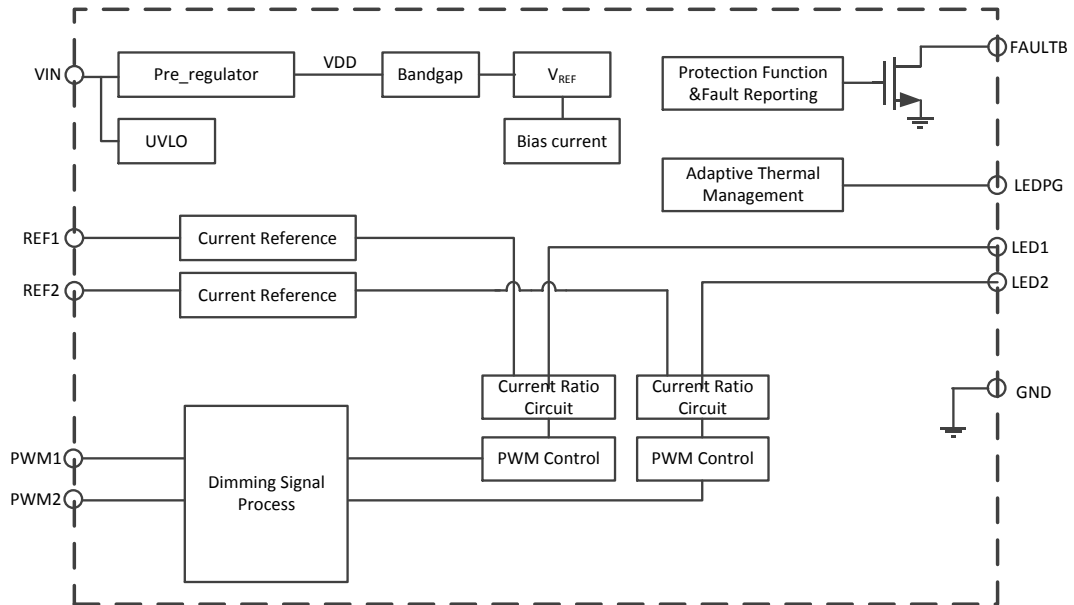 FAULTB
VIN
Pre_regulator
VDD
Bandgap
VREF
Protection Function
&Fault Reporting
UVLO
Bias current
Adaptive Thermal
Management
LEDPG
REF1
Current Reference
LED1
REF2
Current Reference
LED2
Current Ratio
Circuit
Current Ratio
Circuit
GND
PWM1
PWM Control
PWM Control
Dimming Signal
Process
PWM2